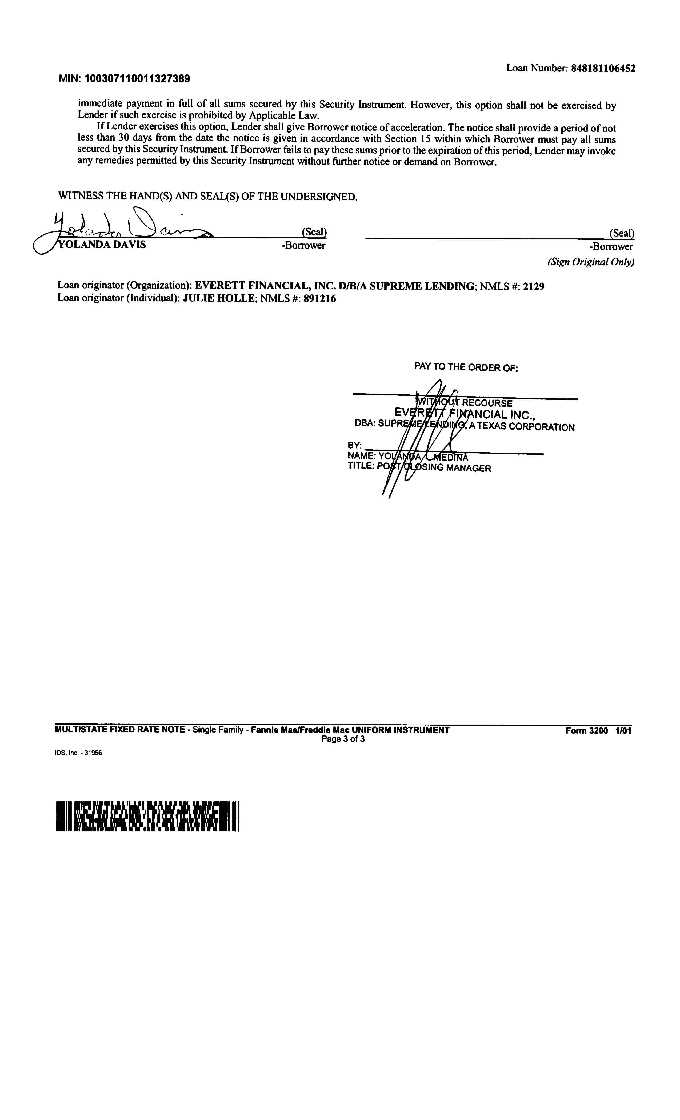 Loan Number: 848181106452
MIN: 100307110011327389
immediate payment in full of all sums secured by this Security Instrument. However, this option shall not be exercised by
Lender if such exercise is prohibited by Applicable Law.
If Lender exercises this option, Lender shall give Borrower notice of acceleration. The notice shall provide a period of not
less than 30 days from the date the notice is given in accordance with Section 15 within which Borrower must pay all sums
secured by this Security Instrument. If Borrower fails to pay these sums prior to the expiration of this period, Lender may invoke
any remedies permitted by this Security Instrument without further notice or demand on Borrower.
WITNESS THE HAND(S) AND SEAL(S) OF THE UNDERSIGNED.
Yolanda Davis
(Seal) (Seal)
YOLANDA DAVIS -Borrower -Borrower
(Sign Original Only)
Loan originator (Organization): EVERETT FINANCIAL, INC. D/B/A SUPREME LENDING; NMLS #: 2129
Loan originator (Individual): JULIE HOLLE; NMLS #: 891216
PAY TO THE ORDER OF:
WITHOUT RECOURSE
EVERETT FINANCIAL INC.,
DBA: SUPREME LENDING, A TEXAS CORPORATION
BY:
NAME: YOLANDA MEDINA
TITLE: POST CLOSING MANAGER
MULTISTATE FIXED RATE NOTE - Single Family - Fannie Mae/Freddie Mac UNIFORM INSTRUMENT Form 3200 1/01
Page 3 of 3
IDS, Inc. - 31956